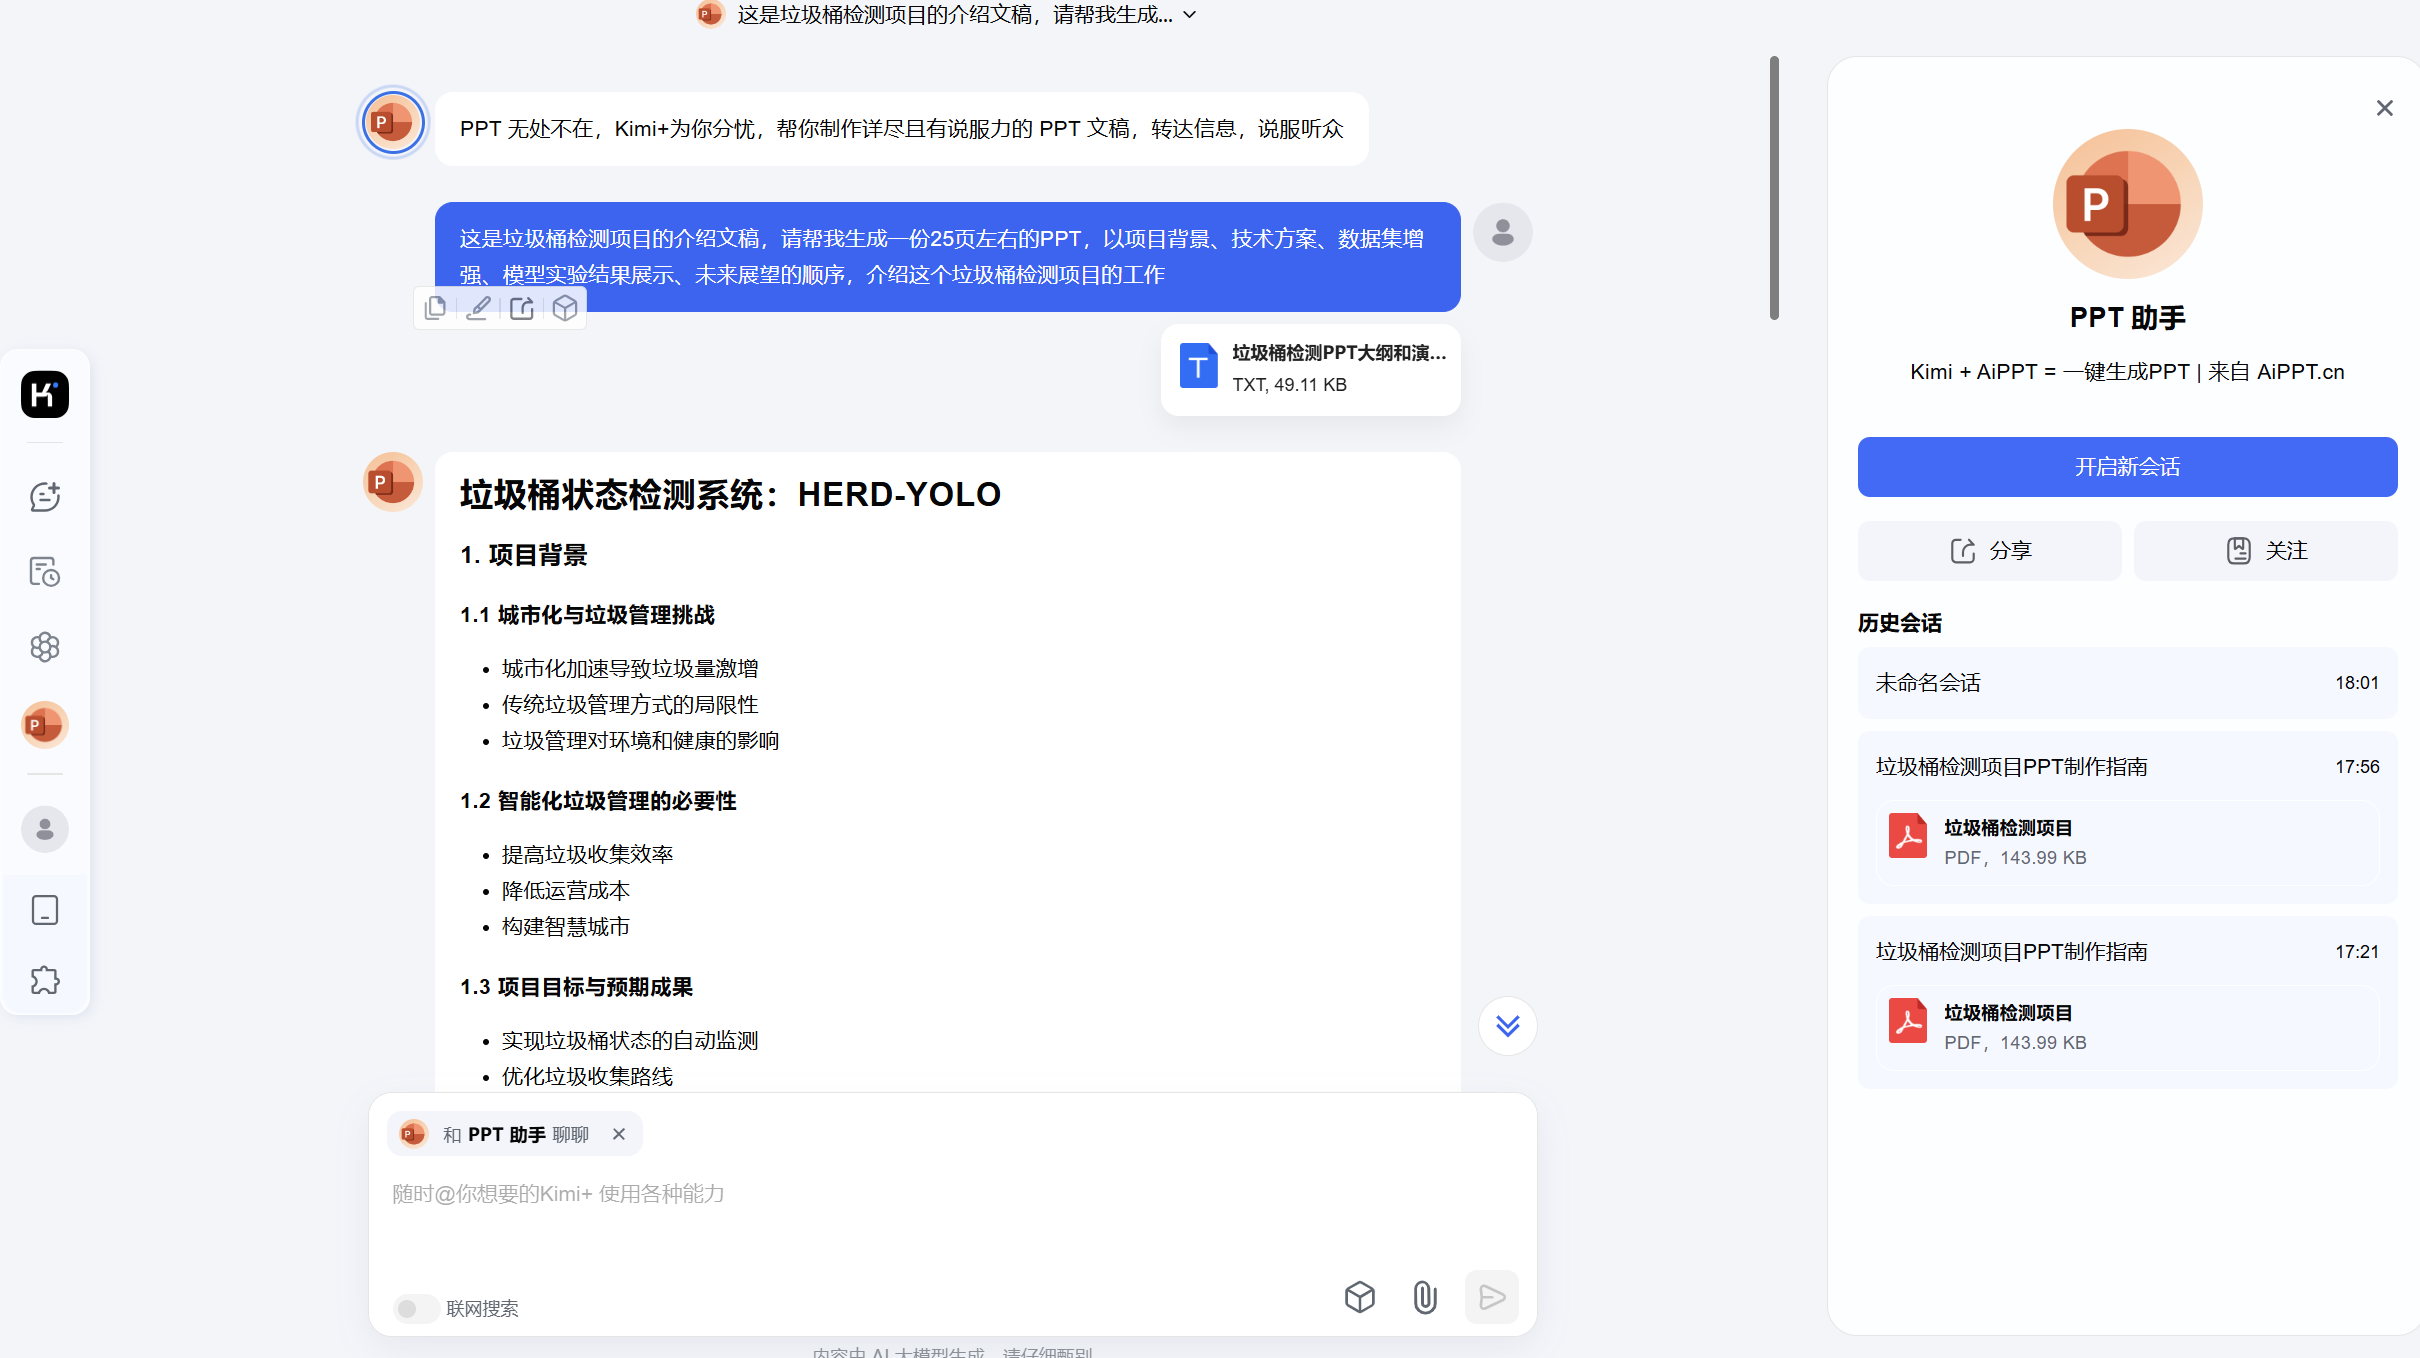 这是垃圾桶检测项目的介绍文稿，请帮我生成...
PPT 无处不在，Kimi+为你分忧，帮你制作详尽且有说服力的 PPT 文稿，转达信息，说服听众
这是垃圾桶检测项目的介绍文稿，请帮我生成一份25页左右的PPT，以项目背景、技术方案、数据集增
强、模型实验结果展示、未来展望的顺序，介绍这个垃圾桶检测项目的工作
垃圾桶检测PPT大纲和演...
TXT, 49.11 KB
垃圾桶状态检测系统：HERD-YOLO
1. 项目背景
1.1 城市化与垃圾管理挑战
• 城市化加速导致垃圾量激增
• 传统垃圾管理方式的局限性
• 垃圾管理对环境和健康的影响
1.2 智能化垃圾管理的必要性
• 提高垃圾收集效率
• 降低运营成本
• 构建智慧城市
1.3 项目目标与预期成果
• 实现垃圾桶状态的自动监测
• 优化垃圾收集路线
和 PPT 助手 聊聊
随时@你想要的Kimi+ 使用各种能力
联网搜索
内容由 AI 大模型生成，请仔细甄别
PPT 助手
Kimi + AiPPT = 一键生成PPT | 来自 AiPPT.cn
开启新会话
分享
关注
历史会话
未命名会话 18:01
垃圾桶检测项目PPT制作指南 17:56
垃圾桶检测项目
PDF，143.99 KB
垃圾桶检测项目PPT制作指南 17:21
垃圾桶检测项目
PDF，143.99 KB